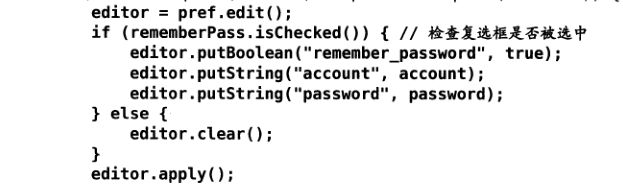 editor = pref.edit();
if (rememberPass.isChecked()) { // 检查复选框是否被选中
editor.putBoolean("remember_password", true);
editor.putString("account", account);
editor.putString("password", password);
} else {
editor.clear();
}
editor.apply();